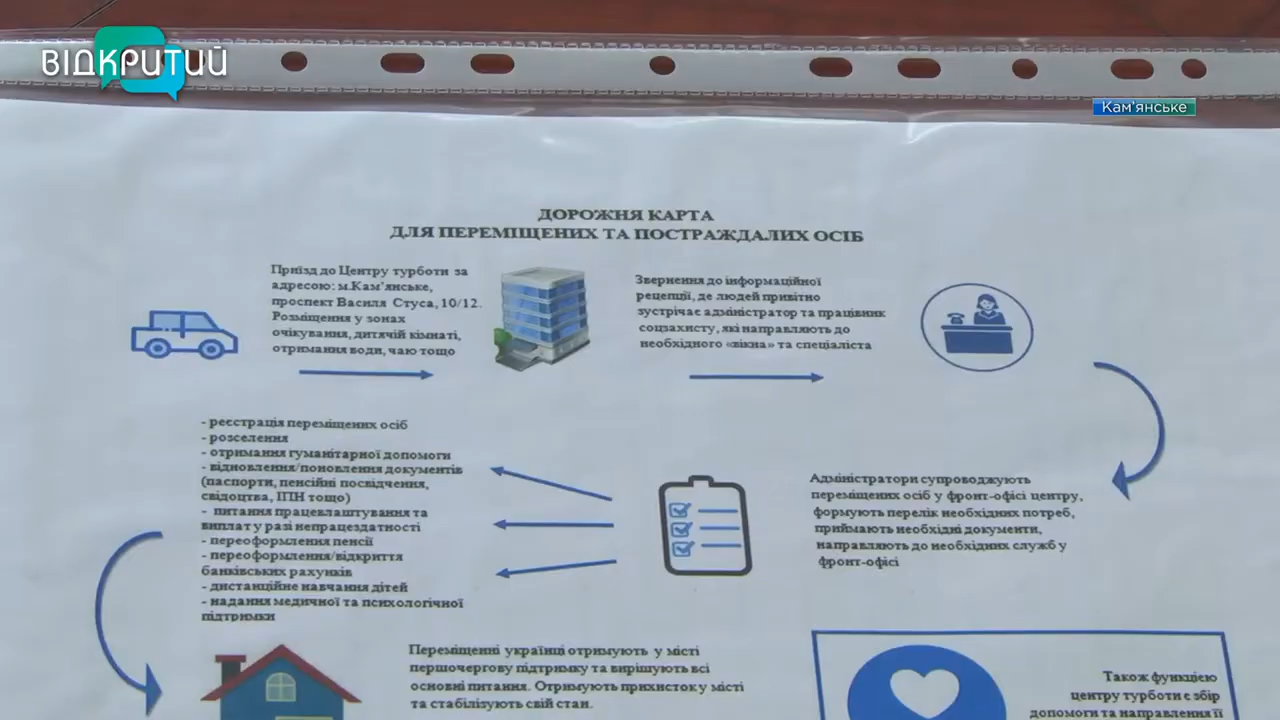 ВІДКРИТИЙ
Кам'янське
ДОРОЖНЯ КАРТА
ДЛЯ ПЕРЕМІЩЕНИХ ТА ПОСТРАЖДАЛИХ ОСІБ
Приїзд до Центру турботи за
адресою: м.Кам'янське,
проспект Василя Стуса, 10/12.
Розміщення у зонах
очікування, дитячій кімнаті,
отримання води, чаю тощо
Звернення до інформаційної
рецепції, де людей привітно
зустрічає адміністратор та працівник
соцзахисту, які направляють до
необхідного «вікна» та спеціаліста
- реєстрація переміщених осіб
- розселення
- отримання гуманітарної допомоги
- відновлення/поновлення документів
(паспорти, пенсійні посвідчення,
свідоцтва, ІПН тощо)
- питання працевлаштування та
виплат у разі непрацездатності
- переоформлення пенсії
- переоформлення/відкриття
банківських рахунків
- дистанційне навчання дітей
- надання медичної та психологічної
підтримки
Адміністратори супроводжують
переміщених осіб у фронт-офісі центру,
формують перелік необхідних потреб,
приймають необхідні документи,
направляють до необхідних служб у
фронт-офісі
Переміщенні українці отримують у місті
першочергову підтримку та вирішують всі
основні питання. Отримують прихисток у місті
та стабілізують свій стан.
Також функцією
центру турботи є збір
допомоги та направлення її